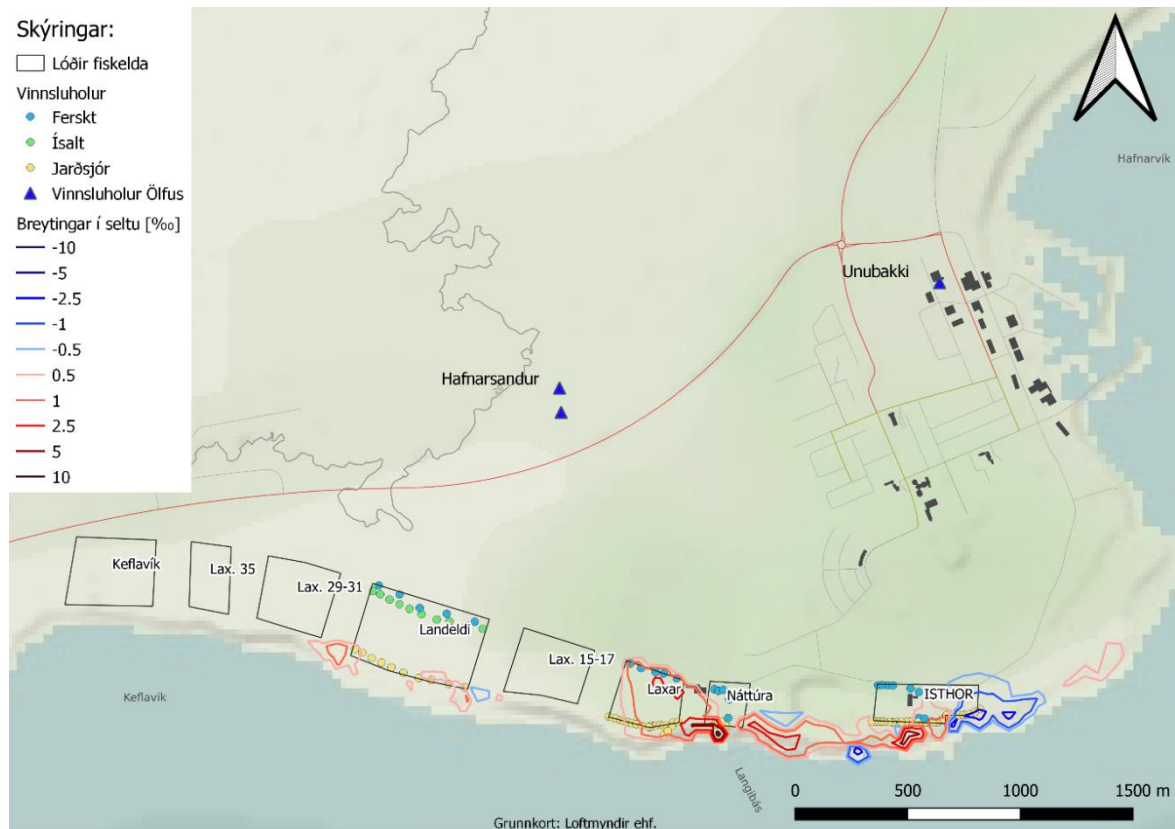 Skýringar:
Lóðir fiskelda
Vinnsluholur
Ferskt
Ísalt
Jarðsjór
Vinnsluholur Ölfus
Breytingar í seltu [‰]
-10
-5
-2.5
-1
-0.5
0.5
1
2.5
5
10
Hafnarvík
Unubakki
Hafnarsandur
Keflavík
Lax. 35
Lax. 29-31
Landeldi
Lax. 15-17
Laxar
Náttúra
ISTHOR
Keflavík
Langibás
0 500 1000 1500 m
Grunnkort: Loftmyndir ehf.